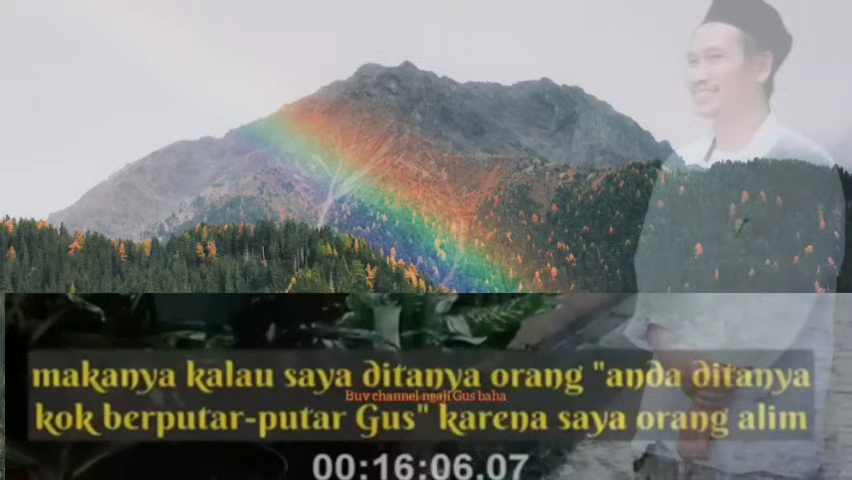 makanya kalau saya ditanya orang "anda ditanya
Buv channel ngaji Gus baha
kok berputar-putar Gus" karena saya orang alim
00:16:06.07